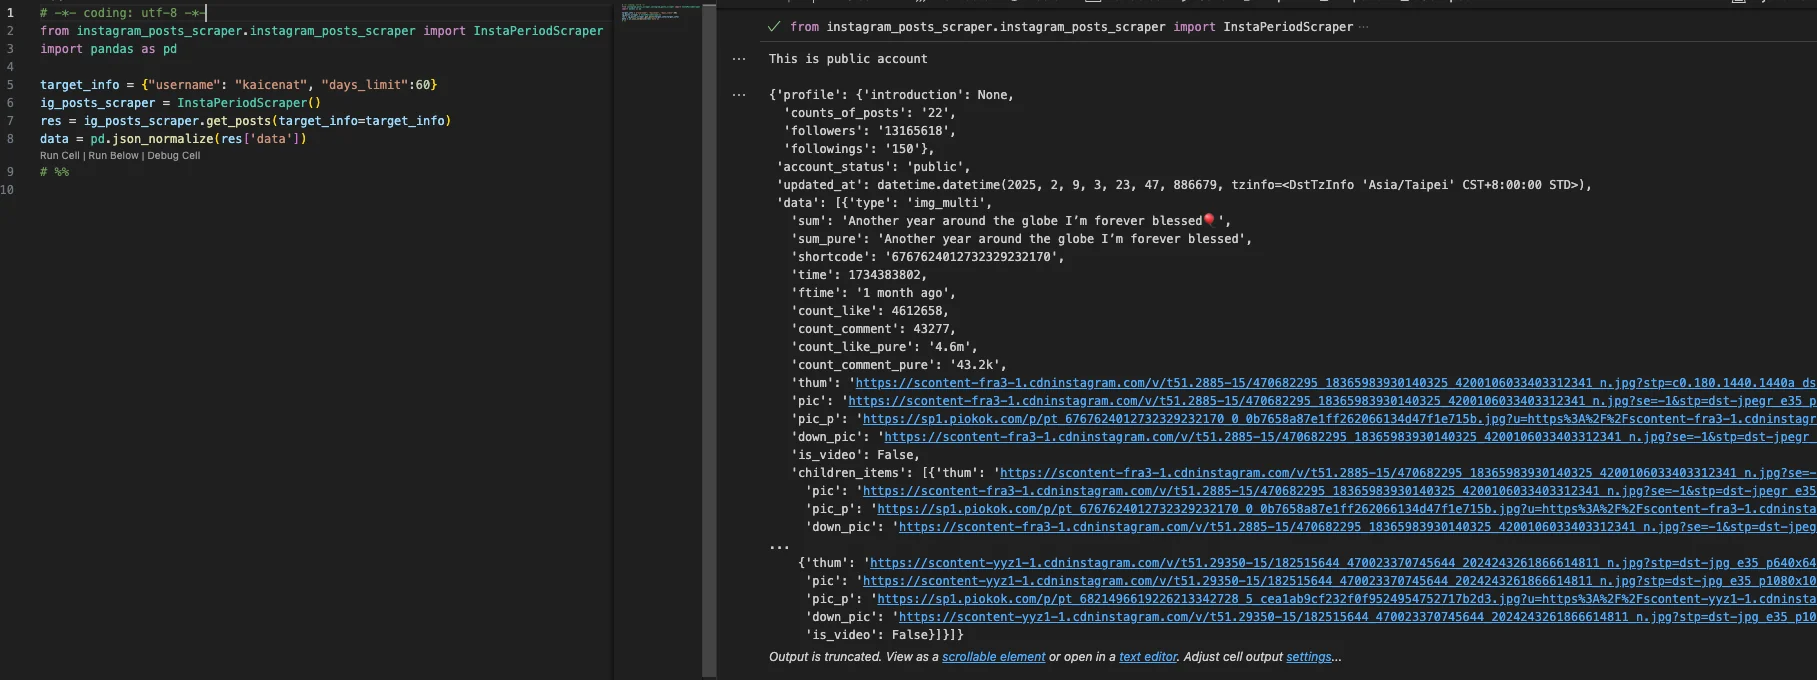 1 # -*- coding: utf-8 -*-
2 from instagram_posts_scraper.instagram_posts_scraper import InstaPeriodScraper
3 import pandas as pd
4
5 target_info = {"username": "kaicenat", "days_limit":60}
6 ig_posts_scraper = InstaPeriodScraper()
7 res = ig_posts_scraper.get_posts(target_info=target_info)
8 data = pd.json_normalize(res['data'])
Run Cell | Run Below | Debug Cell
9 # %%
10
from instagram_posts_scraper.instagram_posts_scraper import InstaPeriodScraper ...
... This is public account
... {'profile': {'introduction': None,
'counts_of_posts': '22',
'followers': '13165618',
'followings': '150'},
'account_status': 'public',
'updated_at': datetime.datetime(2025, 2, 9, 3, 23, 47, 886679, tzinfo=<DstTzInfo 'Asia/Taipei' CST+8:00:00 STD>),
'data': [{'type': 'img_multi',
'sum': 'Another year around the globe I’m forever blessed🎈',
'sum_pure': 'Another year around the globe I’m forever blessed',
'shortcode': '6767624012732329232170',
'time': 1734383802,
'ftime': '1 month ago',
'count_like': 4612658,
'count_comment': 43277,
'count_like_pure': '4.6m',
'count_comment_pure': '43.2k',
'thum': 'https://scontent-fra3-1.cdninstagram.com/v/t51.2885-15/470682295_18365983930140325_4200106033403312341_n.jpg?stp=c0.180.1440.1440a_ds
'pic': 'https://scontent-fra3-1.cdninstagram.com/v/t51.2885-15/470682295_18365983930140325_4200106033403312341_n.jpg?se=-1&stp=dst-jpegr_e35_p
'pic_p': 'https://sp1.piokok.com/p/pt_6767624012732329232170_0_0b7658a87e1ff262066134d47f1e715b.jpg?u=https%3A%2F%2Fscontent-fra3-1.cdninstagr
'down_pic': 'https://scontent-fra3-1.cdninstagram.com/v/t51.2885-15/470682295_18365983930140325_4200106033403312341_n.jpg?se=-1&stp=dst-jpegr_
'is_video': False,
'children_items': [{'thum': 'https://scontent-fra3-1.cdninstagram.com/v/t51.2885-15/470682295_18365983930140325_4200106033403312341_n.jpg?se=-
'pic': 'https://scontent-fra3-1.cdninstagram.com/v/t51.2885-15/470682295_18365983930140325_4200106033403312341_n.jpg?se=-1&stp=dst-jpegr_e35
'pic_p': 'https://sp1.piokok.com/p/pt_6767624012732329232170_0_0b7658a87e1ff262066134d47f1e715b.jpg?u=https%3A%2F%2Fscontent-fra3-1.cdninsta
'down_pic': 'https://scontent-fra3-1.cdninstagram.com/v/t51.2885-15/470682295_18365983930140325_4200106033403312341_n.jpg?se=-1&stp=dst-jpeg
...
{'thum': 'https://scontent-yyz1-1.cdninstagram.com/v/t51.29350-15/182515644_470023370745644_2024243261866614811_n.jpg?stp=dst-jpg_e35_p640x64
'pic': 'https://scontent-yyz1-1.cdninstagram.com/v/t51.29350-15/182515644_470023370745644_2024243261866614811_n.jpg?stp=dst-jpg_e35_p1080x10
'pic_p': 'https://sp1.piokok.com/p/pt_6821496619226213342728_5_cea1ab9cf232f0f9524954752717b2d3.jpg?u=https%3A%2F%2Fscontent-yyz1-1.cdninsta
'down_pic': 'https://scontent-yyz1-1.cdninstagram.com/v/t51.29350-15/182515644_470023370745644_2024243261866614811_n.jpg?stp=dst-jpg_e35_p10
'is_video': False}]}]}
Output is truncated. View as a scrollable element or open in a text editor. Adjust cell output settings...